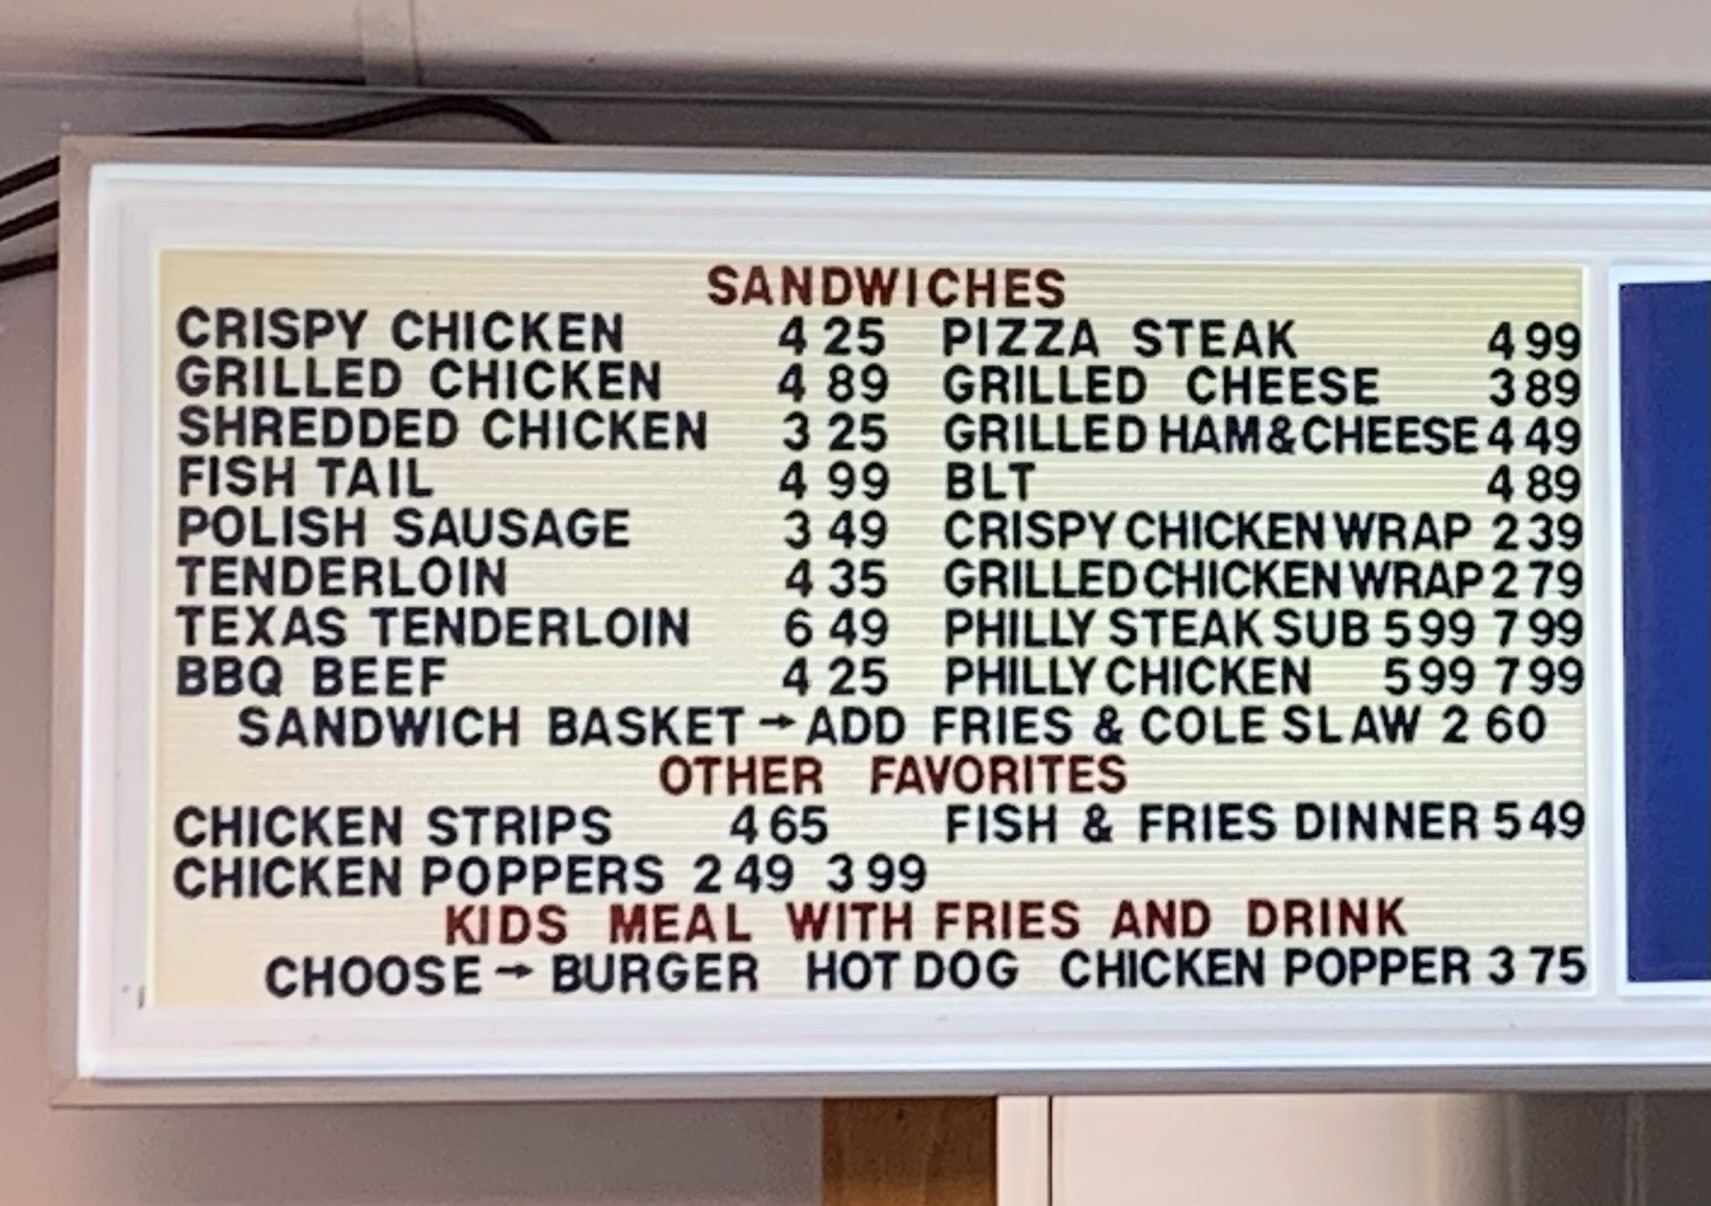 SANDWICHES
CRISPY CHICKEN 4 25 PIZZA STEAK 4 99
GRILLED CHICKEN 4 89 GRILLED CHEESE 3 89
SHREDDED CHICKEN 3 25 GRILLED HAM & CHEESE 4 49
FISH TAIL 4 99 BLT 4 89
POLISH SAUSAGE 3 49 CRISPY CHICKEN WRAP 2 39
TENDERLOIN 4 35 GRILLED CHICKEN WRAP 2 79
TEXAS TENDERLOIN 6 49 PHILLY STEAK SUB 5 99 7 99
BBQ BEEF 4 25 PHILLY CHICKEN 5 99 7 99
SANDWICH BASKET → ADD FRIES & COLE SLAW 2 60
OTHER FAVORITES
CHICKEN STRIPS 4 65 FISH & FRIES DINNER 5 49
CHICKEN POPPERS 2 49 3 99
KIDS MEAL WITH FRIES AND DRINK
CHOOSE → BURGER HOT DOG CHICKEN POPPER 3 75